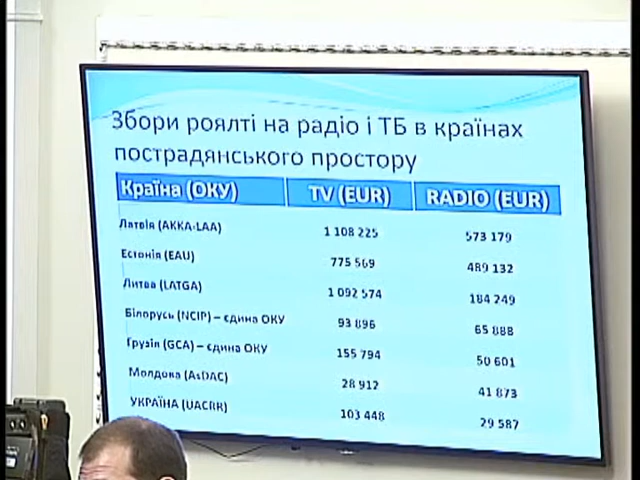 Збори роялті на радіо і ТБ в країнах
пострадянського простору
Країна (ОКУ) TV (EUR) RADIO (EUR)
Латвія (AKKA-LAA) 1 108 225 573 179
Естонія (EAU) 775 569 489 132
Литва (LATGA) 1 092 574 184 249
Білорусь (NCIP) – єдина ОКУ 93 896 65 888
Грузія (GCA) – єдина ОКУ 155 794 50 601
Молдова (AsDAC) 28 912 41 873
УКРАЇНА (UACRR) 103 448 29 587